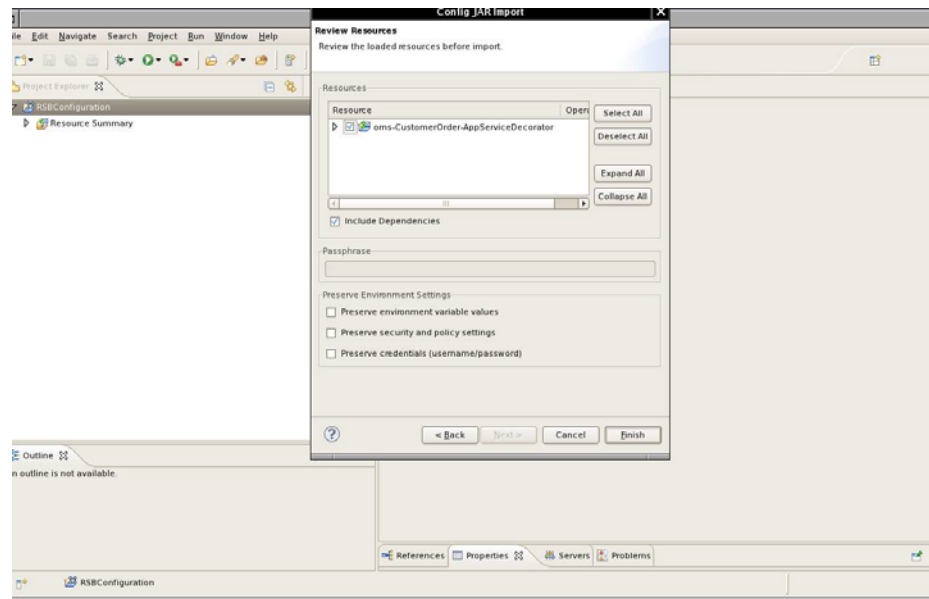 Config JAR Import
X
le Edit Navigate Search Project Run Window Help
Review Resources
Review the loaded resources before import.
Project Explorer
RSBConfiguration
Resource Summary
Resources
Resource Operi
oms-CustomerOrder-AppServiceDecorator
Select All
Deselect All
Expand All
Collapse All
Include Dependencies
Passphrase
Preserve Environment Settings
Preserve environment variable values
Preserve security and policy settings
Preserve credentials (username/password)
? < Back Next > Cancel Finish
Outline
n outline is not available.
References Properties Servers Problems
RSBConfiguration